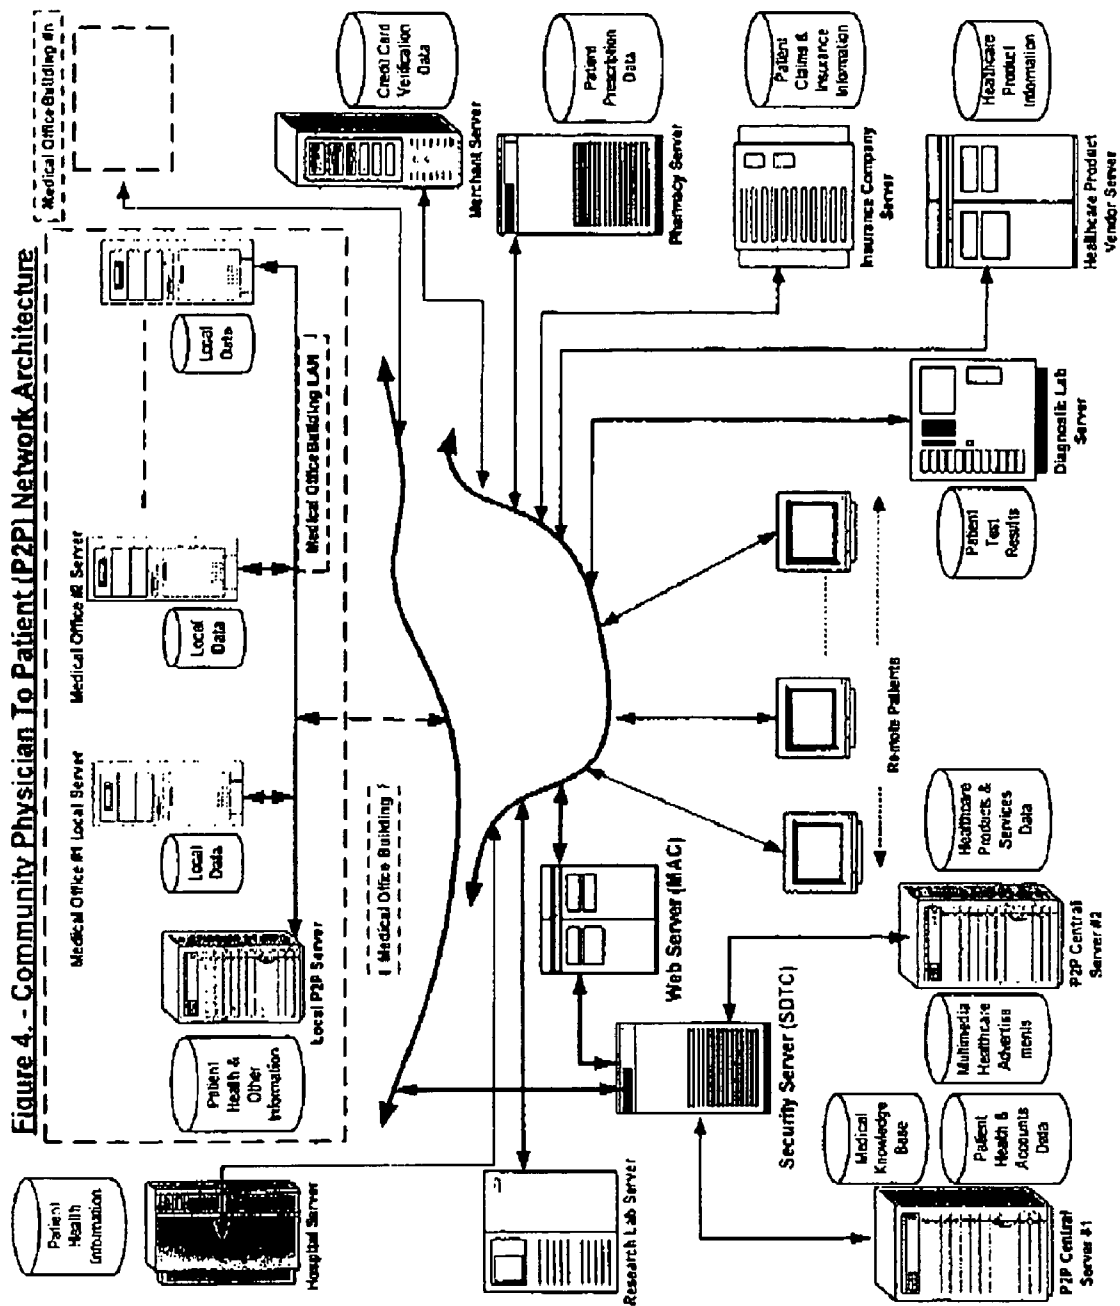 Figure 4. - Community Physician To Patient (P2P) Network Architecture
Patient
Health
Information
Hospital Server
Patient
Health &
Other
Information
Local P2P Server
Medical Office #1 Local Server
Local
Data
Medical Office #2 Server
Local
Data
Local
Data
Medical Office Building LAN
Medical Office Building #n
Medical Office Building
Credit Card
Verification
Data
Merchant Server
Patient
Prescription
Data
Pharmacy Server
Patient
Claims &
Insurance
Information
Insurance Company
Server
Healthcare
Product
Information
Healthcare Product
Vendor Server
Patient
Test
Results
Diagnostic Lab
Server
Remote Patients
Research Lab Server
Web Server (MAC)
Security Server (SDTC)
Medical
Knowledge
Base
Patient
Health &
Accounts
Data
P2P Central
Server #1
Multimedia
Healthcare
Advertise
ments
Healthcare
Products &
Services
Data
P2P Central
Server #2